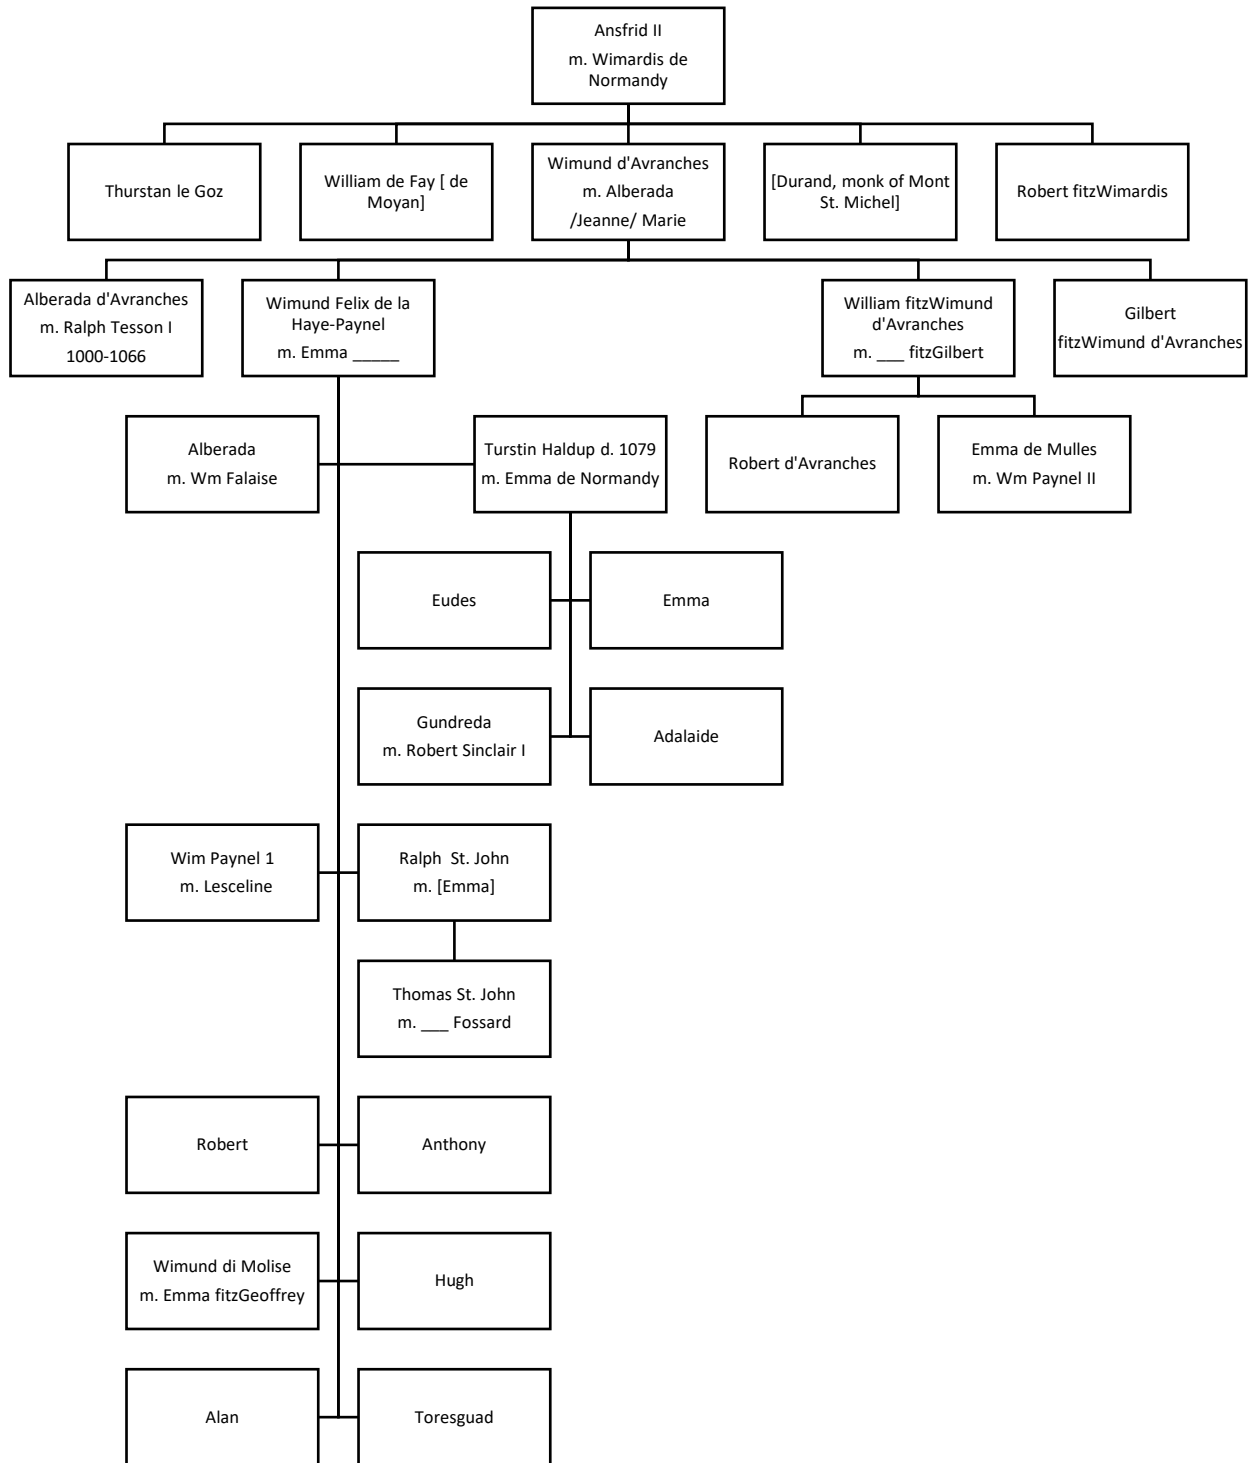 Ansfrid II
m. Wimardis de
Normandy
Thurstan le Goz
William de Fay [ de
Moyan]
Wimund d'Avranches
m. Alberada
/Jeanne/ Marie
[Durand, monk of Mont
St. Michel]
Robert fitzWimardis
Alberada d'Avranches
m. Ralph Tesson I
1000-1066
Wimund Felix de la
Haye-Paynel
m. Emma _____
William fitzWimund
d'Avranches
m. ___ fitzGilbert
Gilbert
fitzWimund d'Avranches
Alberada
m. Wm Falaise
Turstin Haldup d. 1079
m. Emma de Normandy
Robert d'Avranches
Emma de Mulles
m. Wm Paynel II
Eudes
Emma
Gundreda
m. Robert Sinclair I
Adalaide
Wim Paynel 1
m. Lesceline
Ralph  St. John
m. [Emma]
Thomas St. John
m. ___ Fossard
Robert
Anthony
Wimund di Molise
m. Emma fitzGeoffrey
Hugh
Alan
Toresguad